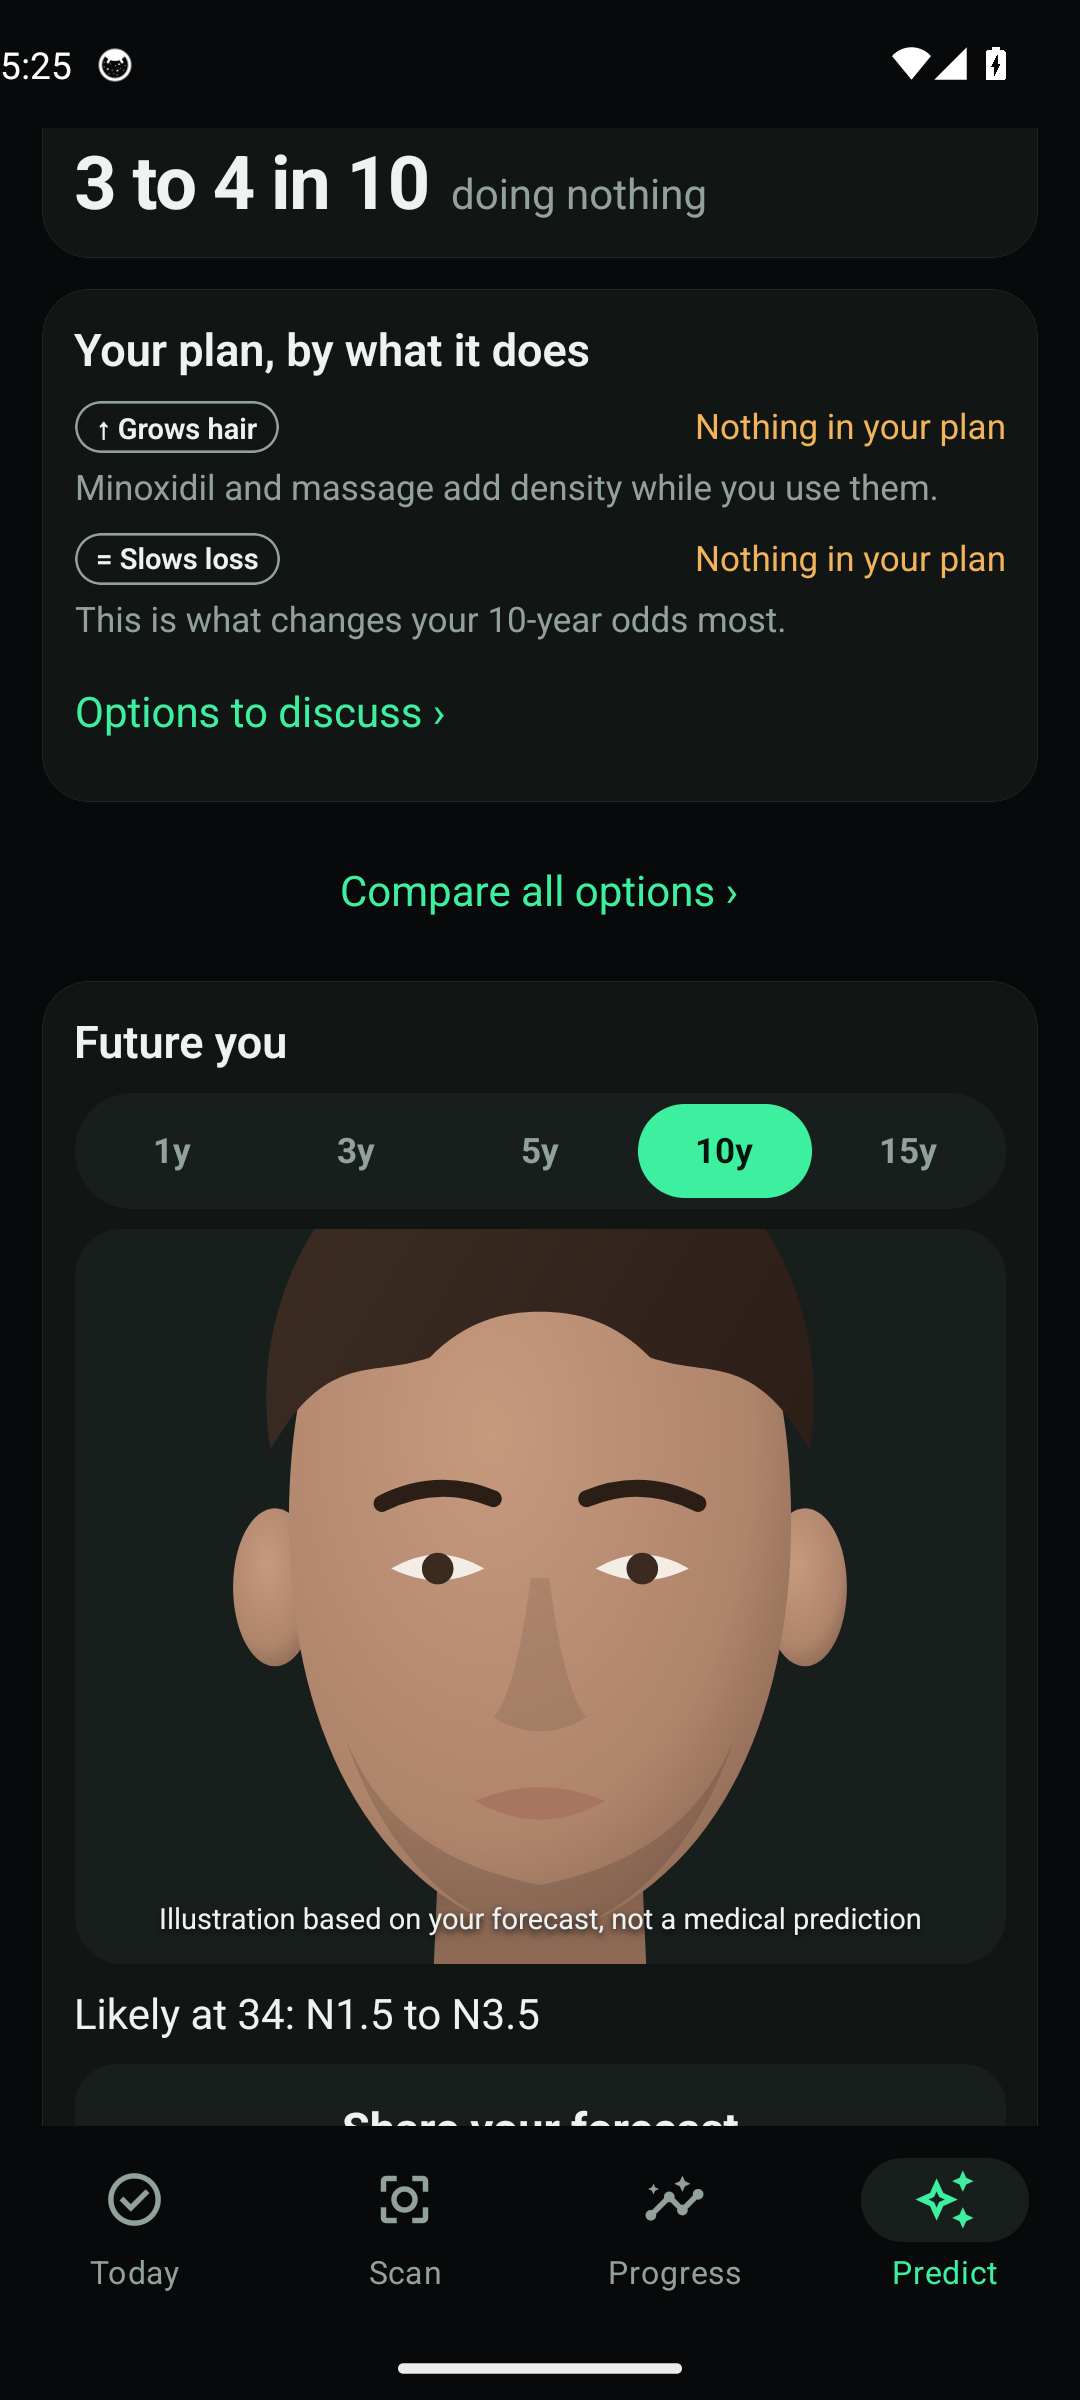 5:25
3 to 4 in 10 doing nothing
Your plan, by what it does
↑ Grows hair Nothing in your plan
Minoxidil and massage add density while you use them.
= Slows loss Nothing in your plan
This is what changes your 10-year odds most.
Options to discuss ›
Compare all options ›
Future you
1y 3y 5y 10y 15y
Illustration based on your forecast, not a medical prediction
Likely at 34: N1.5 to N3.5
Share your forecast
Today Scan Progress Predict